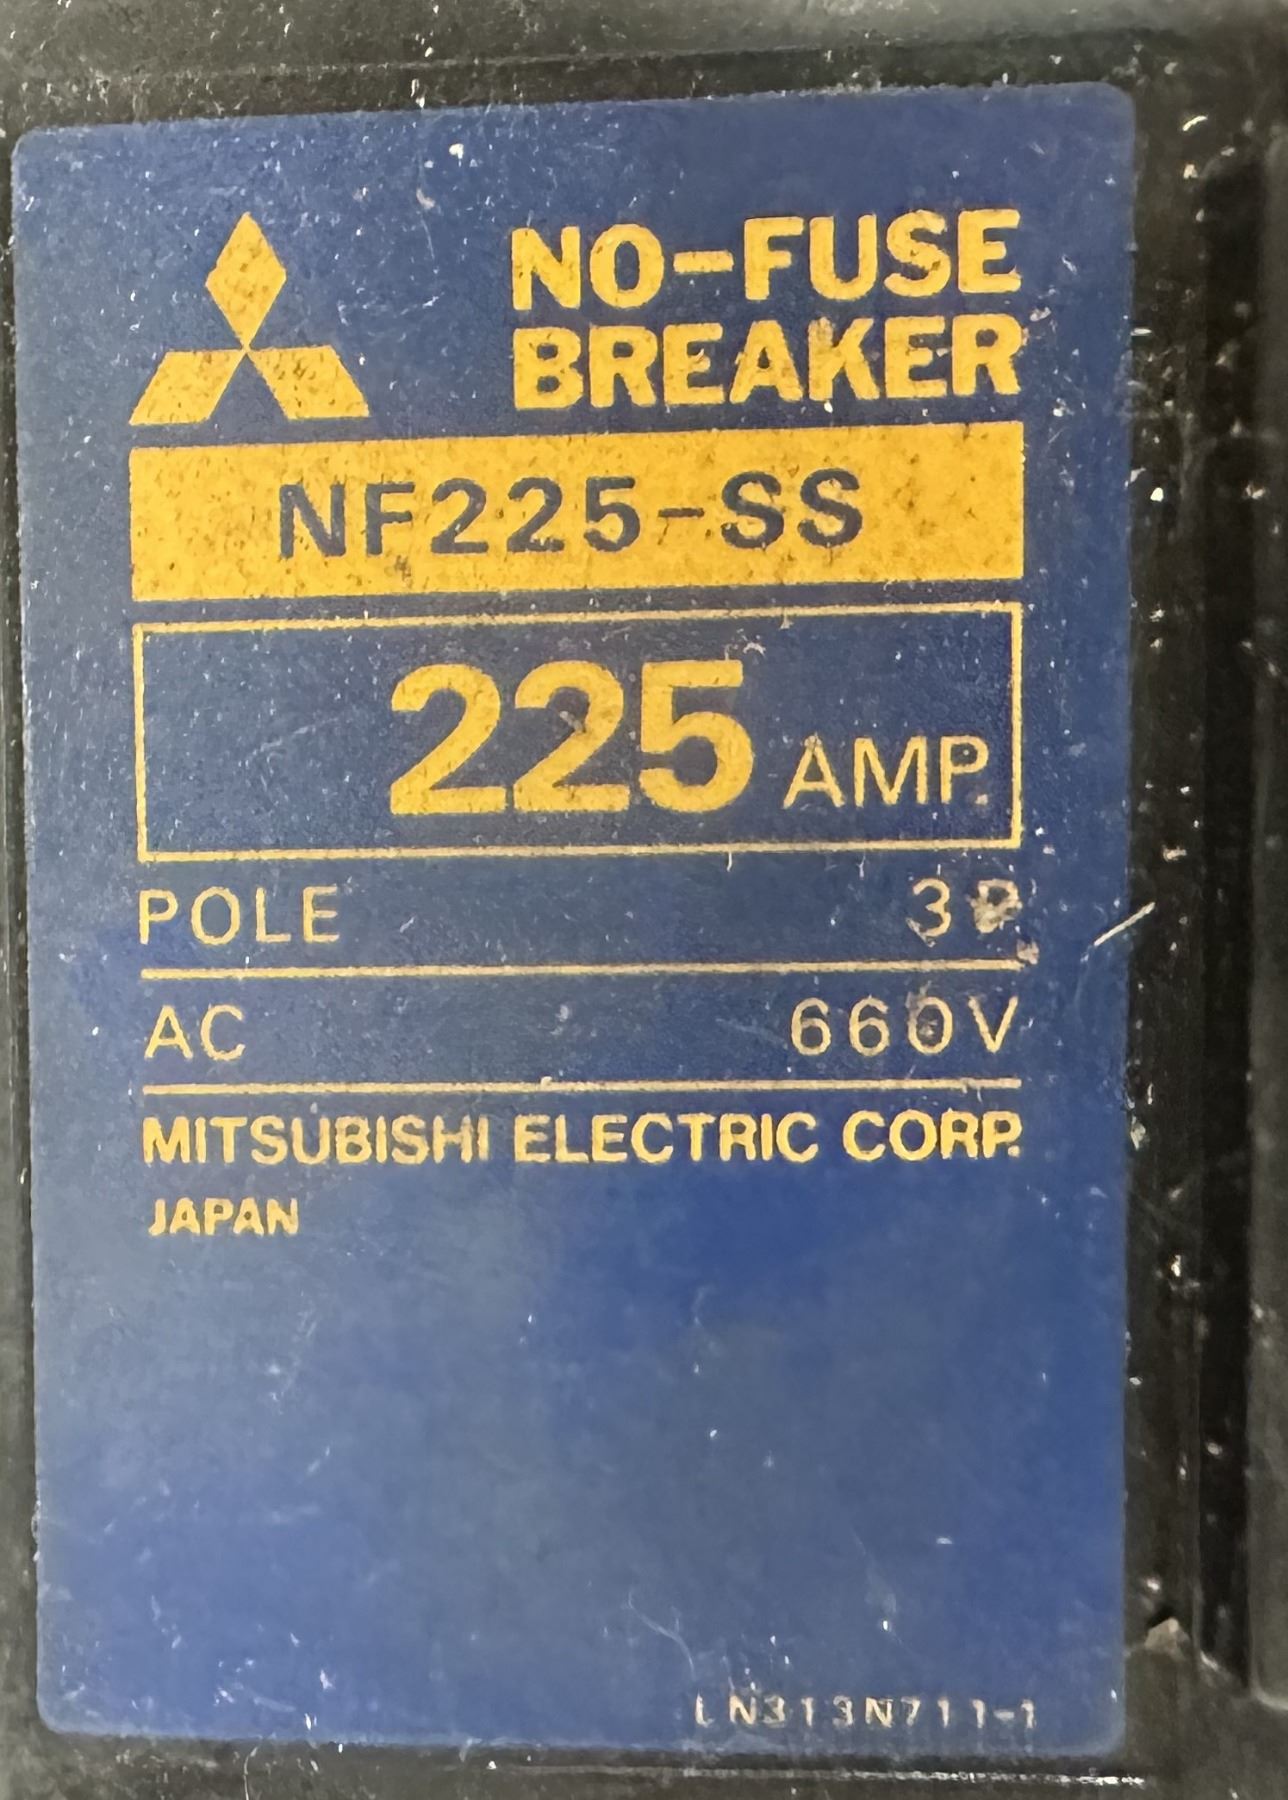 NO-FUSE
BREAKER
NF225-SS
225 AMP.
POLE 3P
AC 660V
MITSUBISHI ELECTRIC CORP.
JAPAN
LN313N711-1